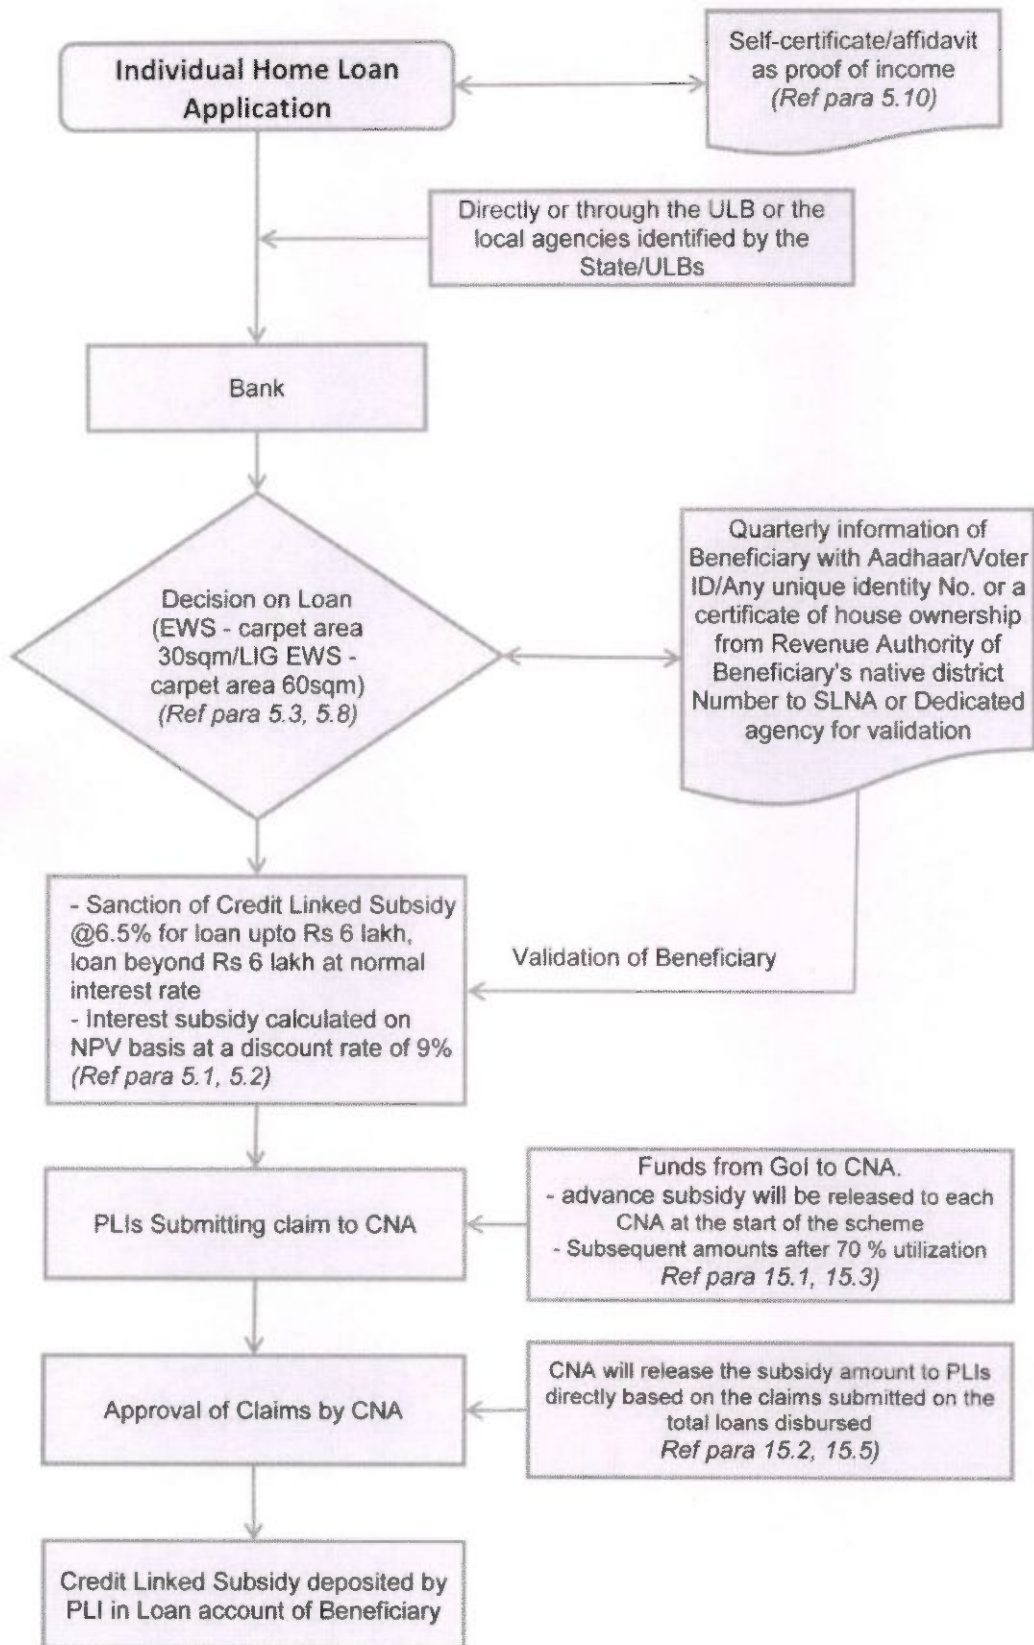 Individual Home Loan
Application
Self-certificate/affidavit
as proof of income
(Ref para 5.10)
Directly or through the ULB or the
local agencies identified by the
State/ULBs
Bank
Decision on Loan
(EWS - carpet area
30sqm/LIG EWS -
carpet area 60sqm)
(Ref para 5.3, 5.8)
Quarterly information of
Beneficiary with Aadhaar/Voter
ID/Any unique identity No. or a
certificate of house ownership
from Revenue Authority of
Beneficiary's native district
Number to SLNA or Dedicated
agency for validation
- Sanction of Credit Linked Subsidy
@6.5% for loan upto Rs 6 lakh,
loan beyond Rs 6 lakh at normal
interest rate
- Interest subsidy calculated on
NPV basis at a discount rate of 9%
(Ref para 5.1, 5.2)
Validation of Beneficiary
PLIs Submitting claim to CNA
Funds from GoI to CNA.
- advance subsidy will be released to each
CNA at the start of the scheme
- Subsequent amounts after 70 % utilization
Ref para 15.1, 15.3)
Approval of Claims by CNA
CNA will release the subsidy amount to PLIs
directly based on the claims submitted on the
total loans disbursed
Ref para 15.2, 15.5)
Credit Linked Subsidy deposited by
PLI in Loan account of Beneficiary